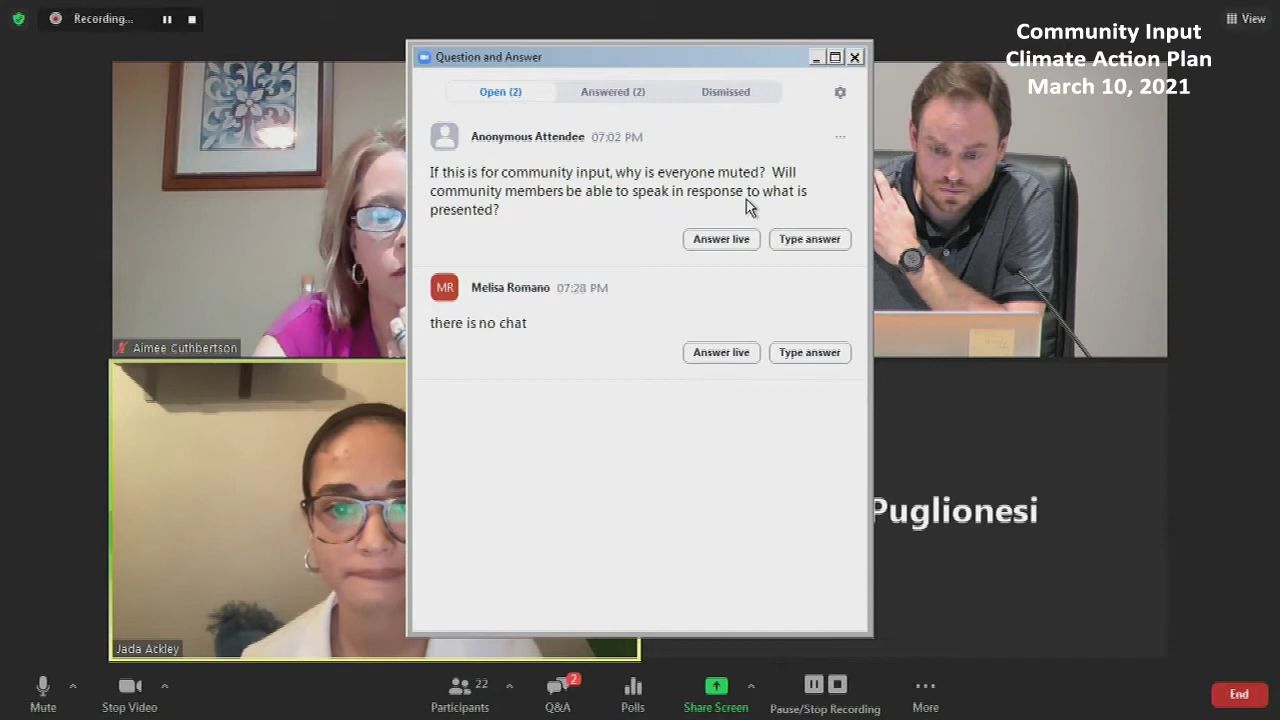 Recording...
View
Community Input
Climate Action Plan
March 10, 2021
Question and Answer
Open (2)
Answered (2)
Dismissed
Anonymous Attendee 07:02 PM
If this is for community input, why is everyone muted? Will
community members be able to speak in response to what is
presented?
Answer live
Type answer
MR
Melisa Romano 07:28 PM
there is no chat
Answer live
Type answer
Aimee Cuthbertson
Puglionesi
Jada Ackley
Mute
Stop Video
22
Participants
2
Q&A
Polls
Share Screen
Pause/Stop Recording
More
End